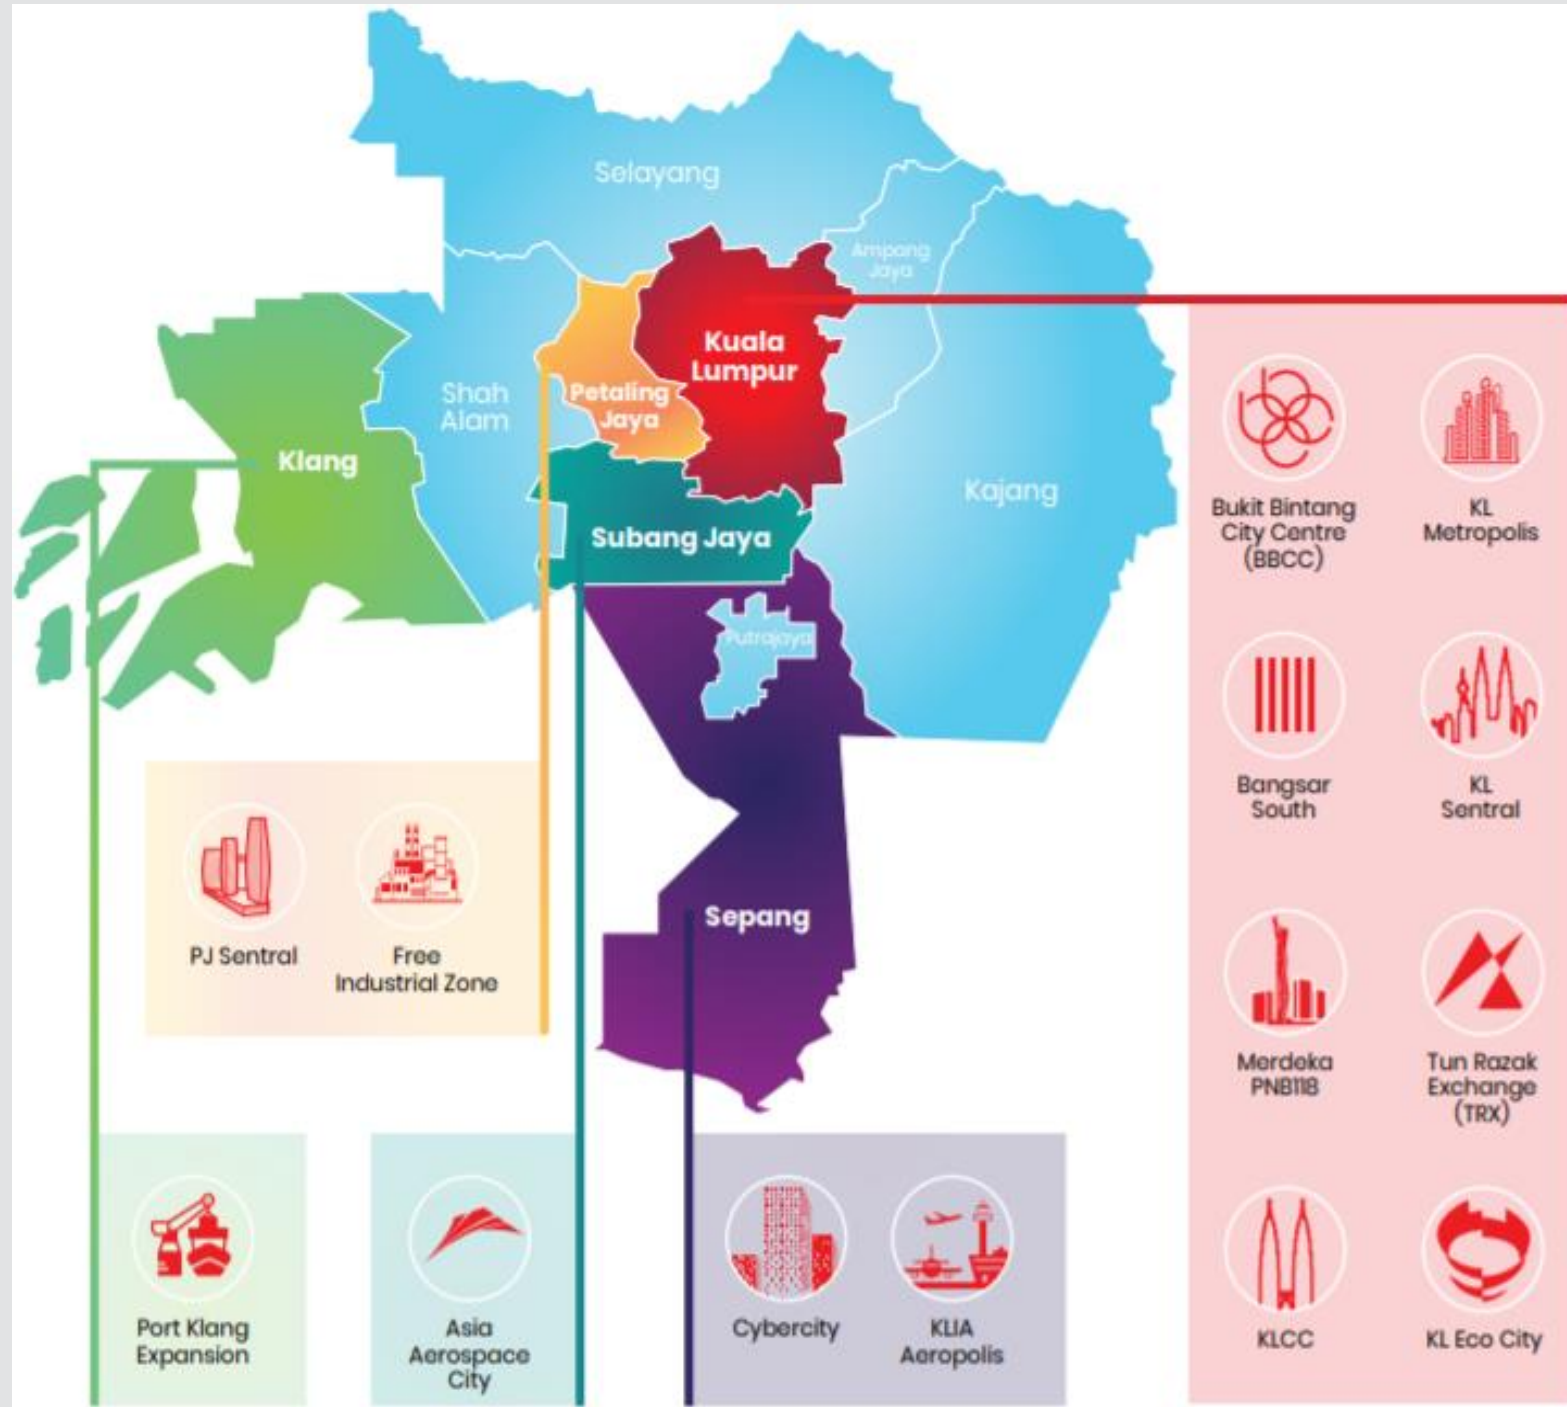 Selayang
Ampang
Jaya
Kuala
Lumpur
Shah
Alam
Petaling
Jaya
Klang
Kajang
Subang Jaya
Putrajaya
Sepang
Bukit Bintang
City Centre
(BBCC)
KL
Metropolis
Bangsar
South
KL
Sentral
Merdeka
PNB118
Tun Razak
Exchange
(TRX)
KLCC
KL Eco City
PJ Sentral
Free
Industrial Zone
Port Klang
Expansion
Asia
Aerospace
City
Cybercity
KLIA
Aeropolis